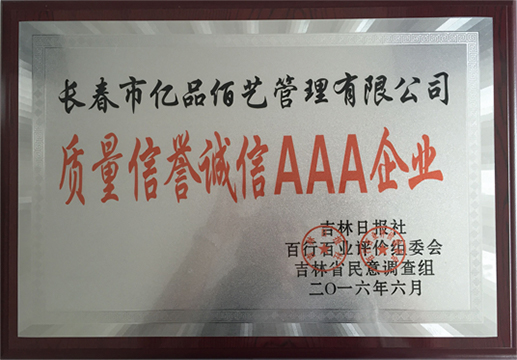 长春市亿品佰艺管理有限公司
质量信誉诚信AAA企业
吉林日报社
百行百业评价组委会
吉林省民意调查组
二〇一六年六月